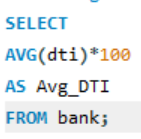 SELECT
AVG(dti)*100
AS Avg_DTI
FROM bank;